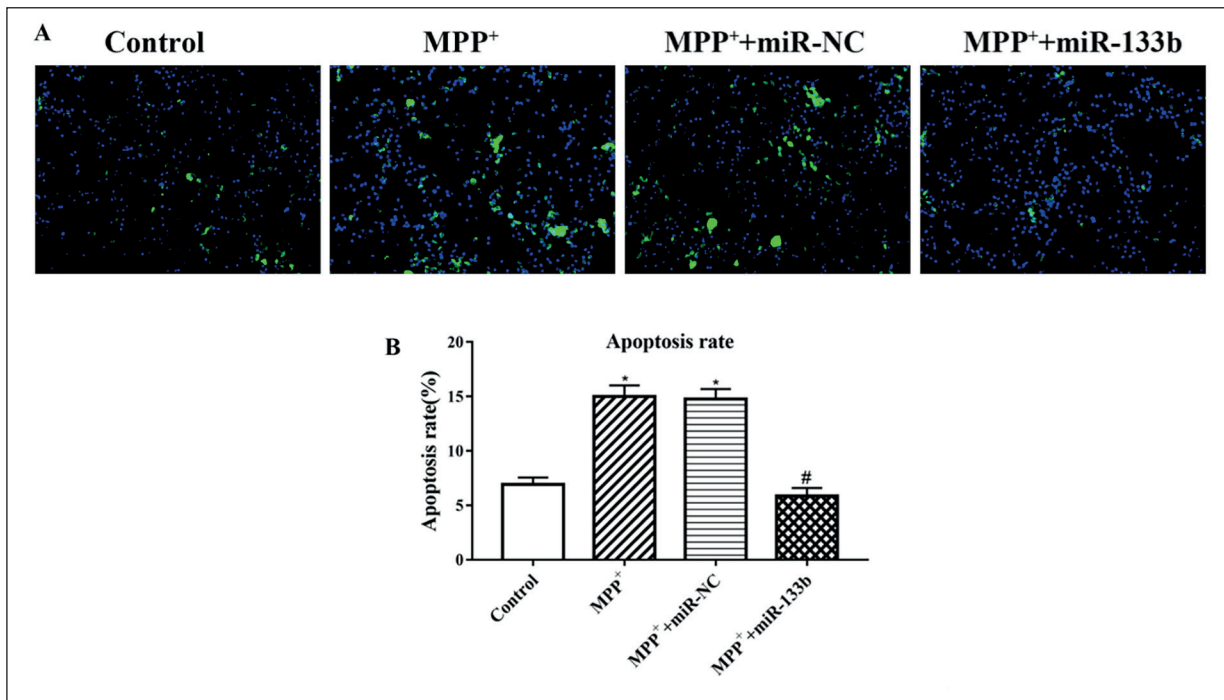 A
Control
MPP⁺
MPP⁺+miR-NC
MPP⁺+miR-133b
B
Apoptosis rate
Apoptosis rate(%)
20
15
10
5
0
*
*
#
Control
MPP⁺
MPP⁺+miR-NC
MPP⁺+miR-133b